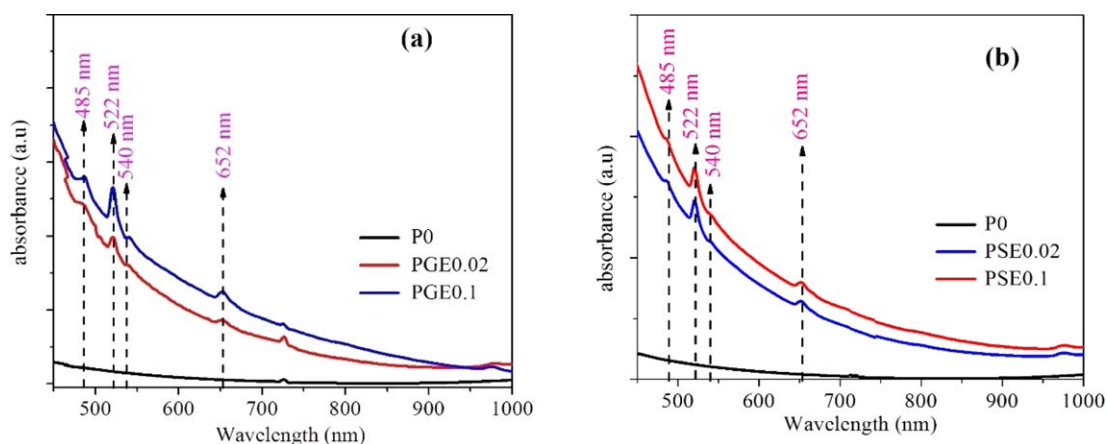 (a)
485 nm
522 nm
540 nm
652 nm
absorbance (a.u)
P0
PGE0.02
PGE0.1
500 600 700 800 900 1000
Wavelength (nm)
(b)
485 nm
522 nm
540 nm
652 nm
absorbance (a.u)
P0
PSE0.02
PSE0.1
500 600 700 800 900 1000
Wavelength (nm)